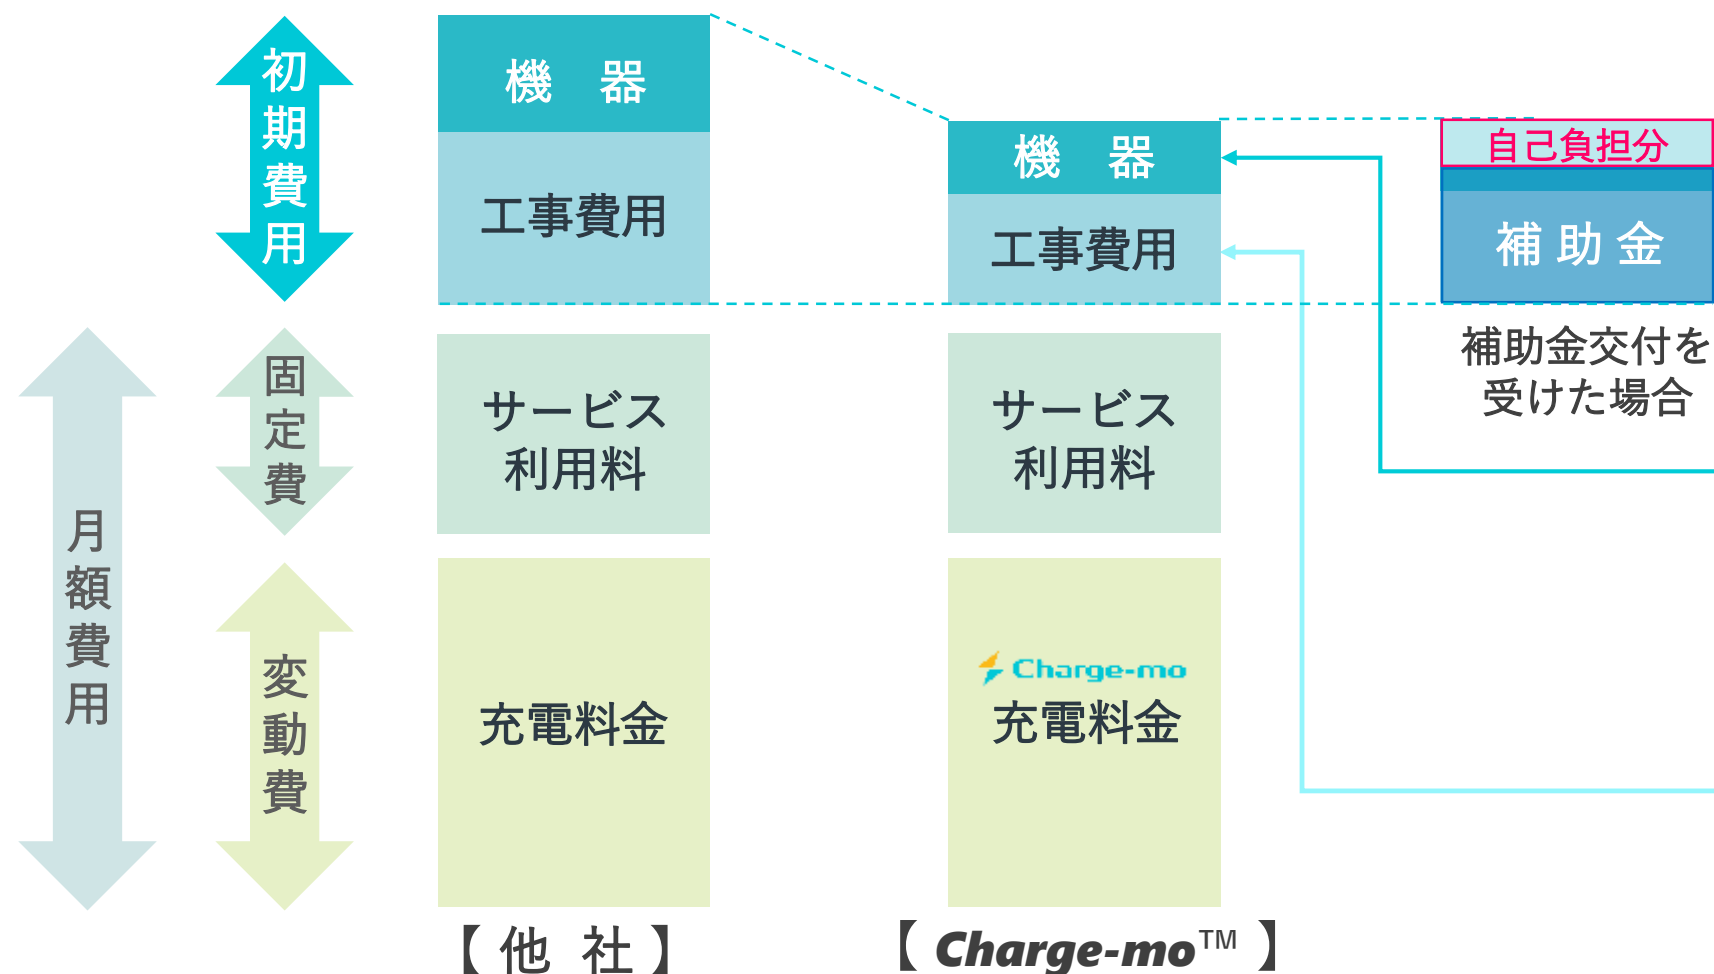 初期費用
機 器
工事費用
機 器
工事費用
自己負担分
補助金
補助金交付を
受けた場合
月額費用
固定費
サービス
利用料
サービス
利用料
変動費
充電料金
Charge-mo
充電料金
【 他 社 】
【 Charge-mo™ 】